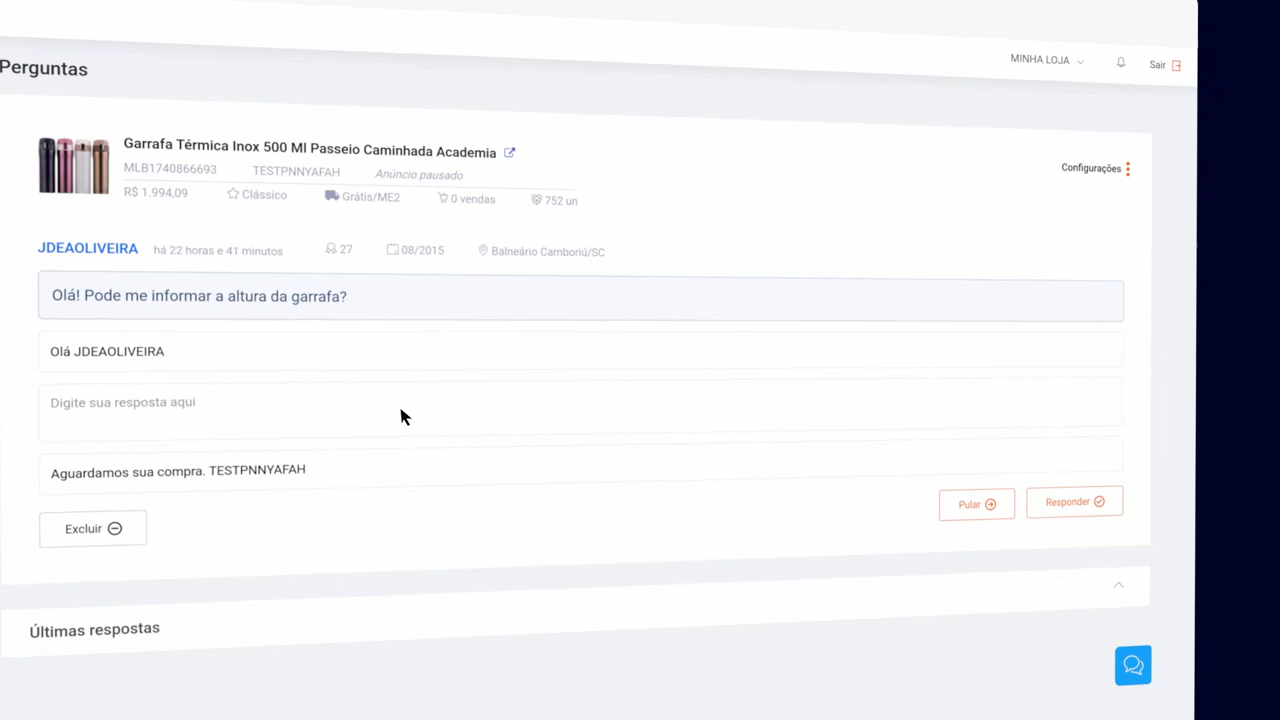 MINHA LOJA
Sair
Perguntas
Garrafa Térmica Inox 500 Ml Passeio Caminhada Academia
MLB1740866693 TESTPNNYAFAH Anúncio pausado
R$ 1.994,09 Clássico Grátis/ME2 0 vendas 752 un
Configurações
JDEAOLIVEIRA há 22 horas e 41 minutos 27 08/2015 Balneário Camboriú/SC
Olá! Pode me informar a altura da garrafa?
Olá JDEAOLIVEIRA
Digite sua resposta aqui
Aguardamos sua compra. TESTPNNYAFAH
Excluir
Pular
Responder
Últimas respostas